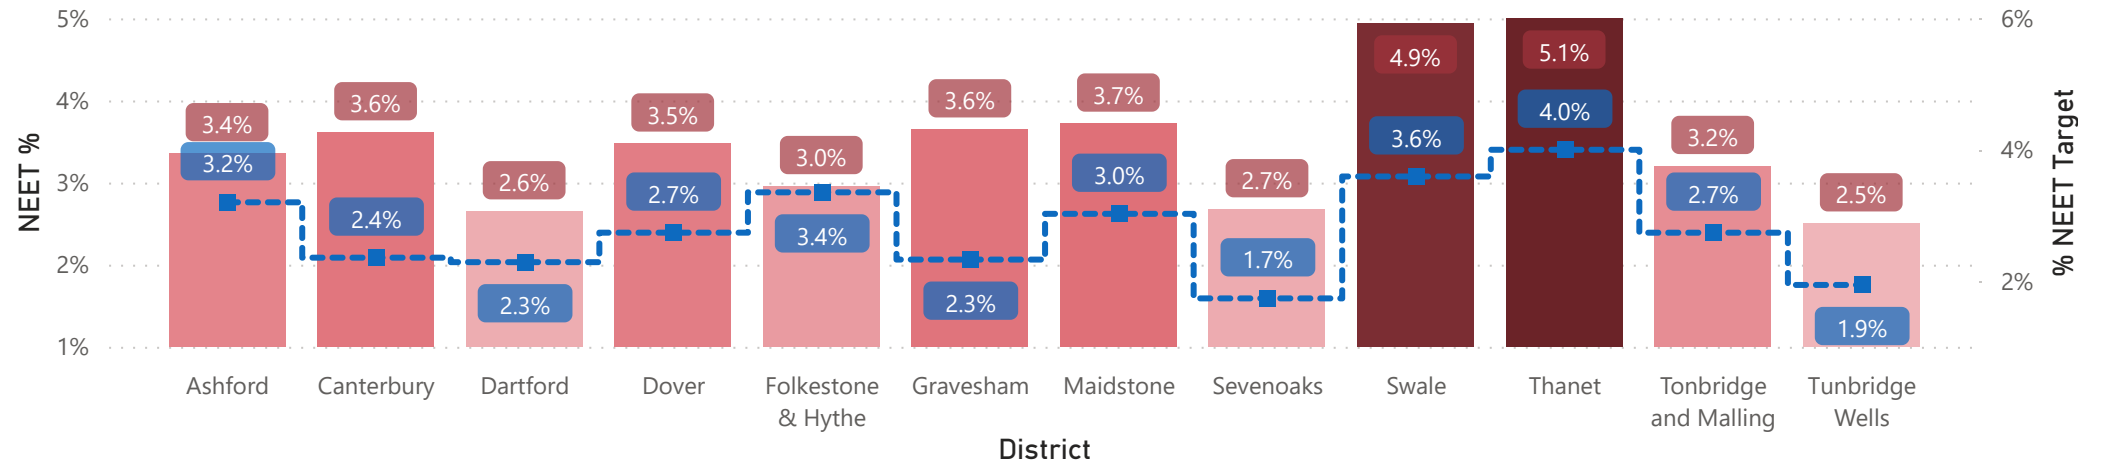 5%
4%
3%
2%
1%
NEET %
3.4%
3.2%
3.6%
2.4%
2.6%
2.3%
3.5%
2.7%
3.0%
3.4%
3.6%
2.3%
3.7%
3.0%
2.7%
1.7%
4.9%
3.6%
5.1%
4.0%
3.2%
2.7%
2.5%
1.9%
6%
4%
2%
% NEET Target
Ashford
Canterbury
Dartford
Dover
Folkestone
& Hythe
Gravesham
Maidstone
Sevenoaks
Swale
Thanet
Tonbridge
and Malling
Tunbridge
Wells
District